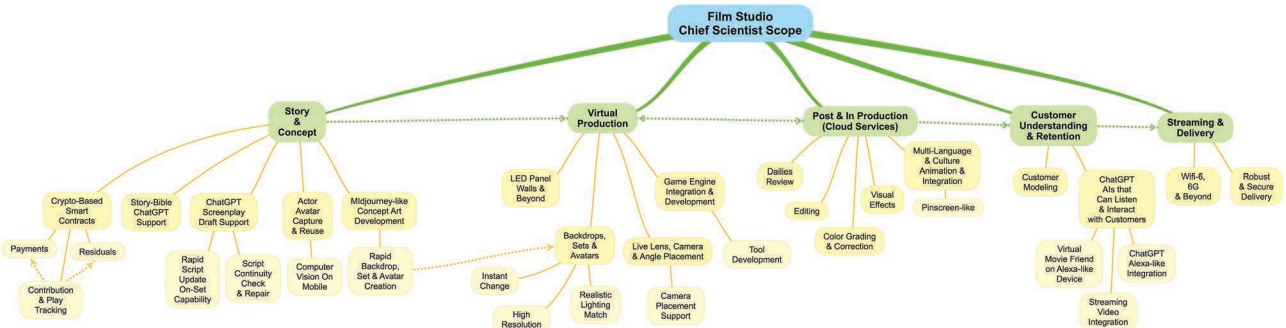 Film Studio
Chief Scientist Scope
Story
&
Concept
Virtual
Production
Post & In Production
(Cloud Services)
Customer
Understanding
& Retention
Streaming &
Delivery
Crypto-Based
Smart
Contracts
Payments
Residuals
Contribution
& Play
Tracking
Story-Bible
ChatGPT
Support
ChatGPT
Screenplay
Draft Support
Rapid
Script
Update
On-Set
Capability
Script
Continuity
Check
& Repair
Actor
Avatar
Capture
& Reuse
Computer
Vision On
Mobile
MIdjourney-like
Concept Art
Development
Rapid
Backdrop,
Set & Avatar
Creation
LED Panel
Walls &
Beyond
Backdrops,
Sets &
Avatars
Instant
Change
High
Resolution
Realistic
Lighting
Match
Live Lens, Camera
& Angle Placement
Camera
Placement
Support
Game Engine
Integration &
Development
Tool
Development
Dailies
Review
Editing
Color Grading
& Correction
Visual
Effects
Multi-Language
& Culture
Animation &
Integration
Pinscreen-like
Customer
Modeling
ChatGPT
AIs that
Can Listen
& Interact
with Customers
Virtual
Movie Friend
on Alexa-like
Device
Streaming
Video
Integration
ChatGPT
Alexa-like
Integration
Wifi-6,
6G
& Beyond
Robust
& Secure
Delivery